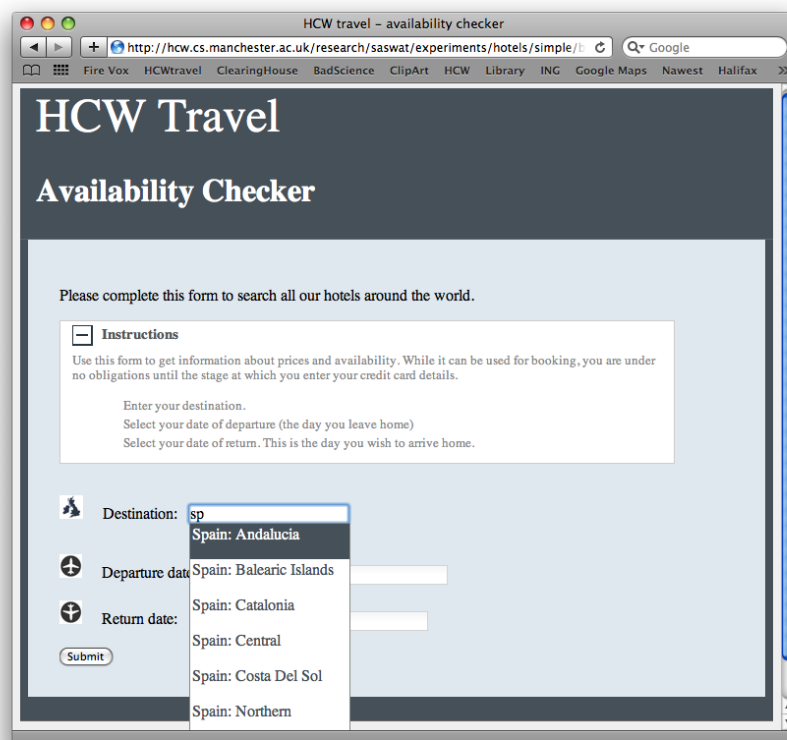 HCW travel – availability checker
http://hcw.cs.manchester.ac.uk/research/saswat/experiments/hotels/simple/b
Google
Fire Vox HCWtravel ClearingHouse BadScience ClipArt HCW Library ING Google Maps Nawest Halifax »
HCW Travel
Availability Checker
Please complete this form to search all our hotels around the world.
Instructions
Use this form to get information about prices and availability. While it can be used for booking, you are under
no obligations until the stage at which you enter your credit card details.
Enter your destination.
Select your date of departure (the day you leave home)
Select your date of return. This is the day you wish to arrive home.
Destination: sp
Spain: Andalucia
Departure date Spain: Balearic Islands
Spain: Catalonia
Return date:
Spain: Central
Submit
Spain: Costa Del Sol
Spain: Northern